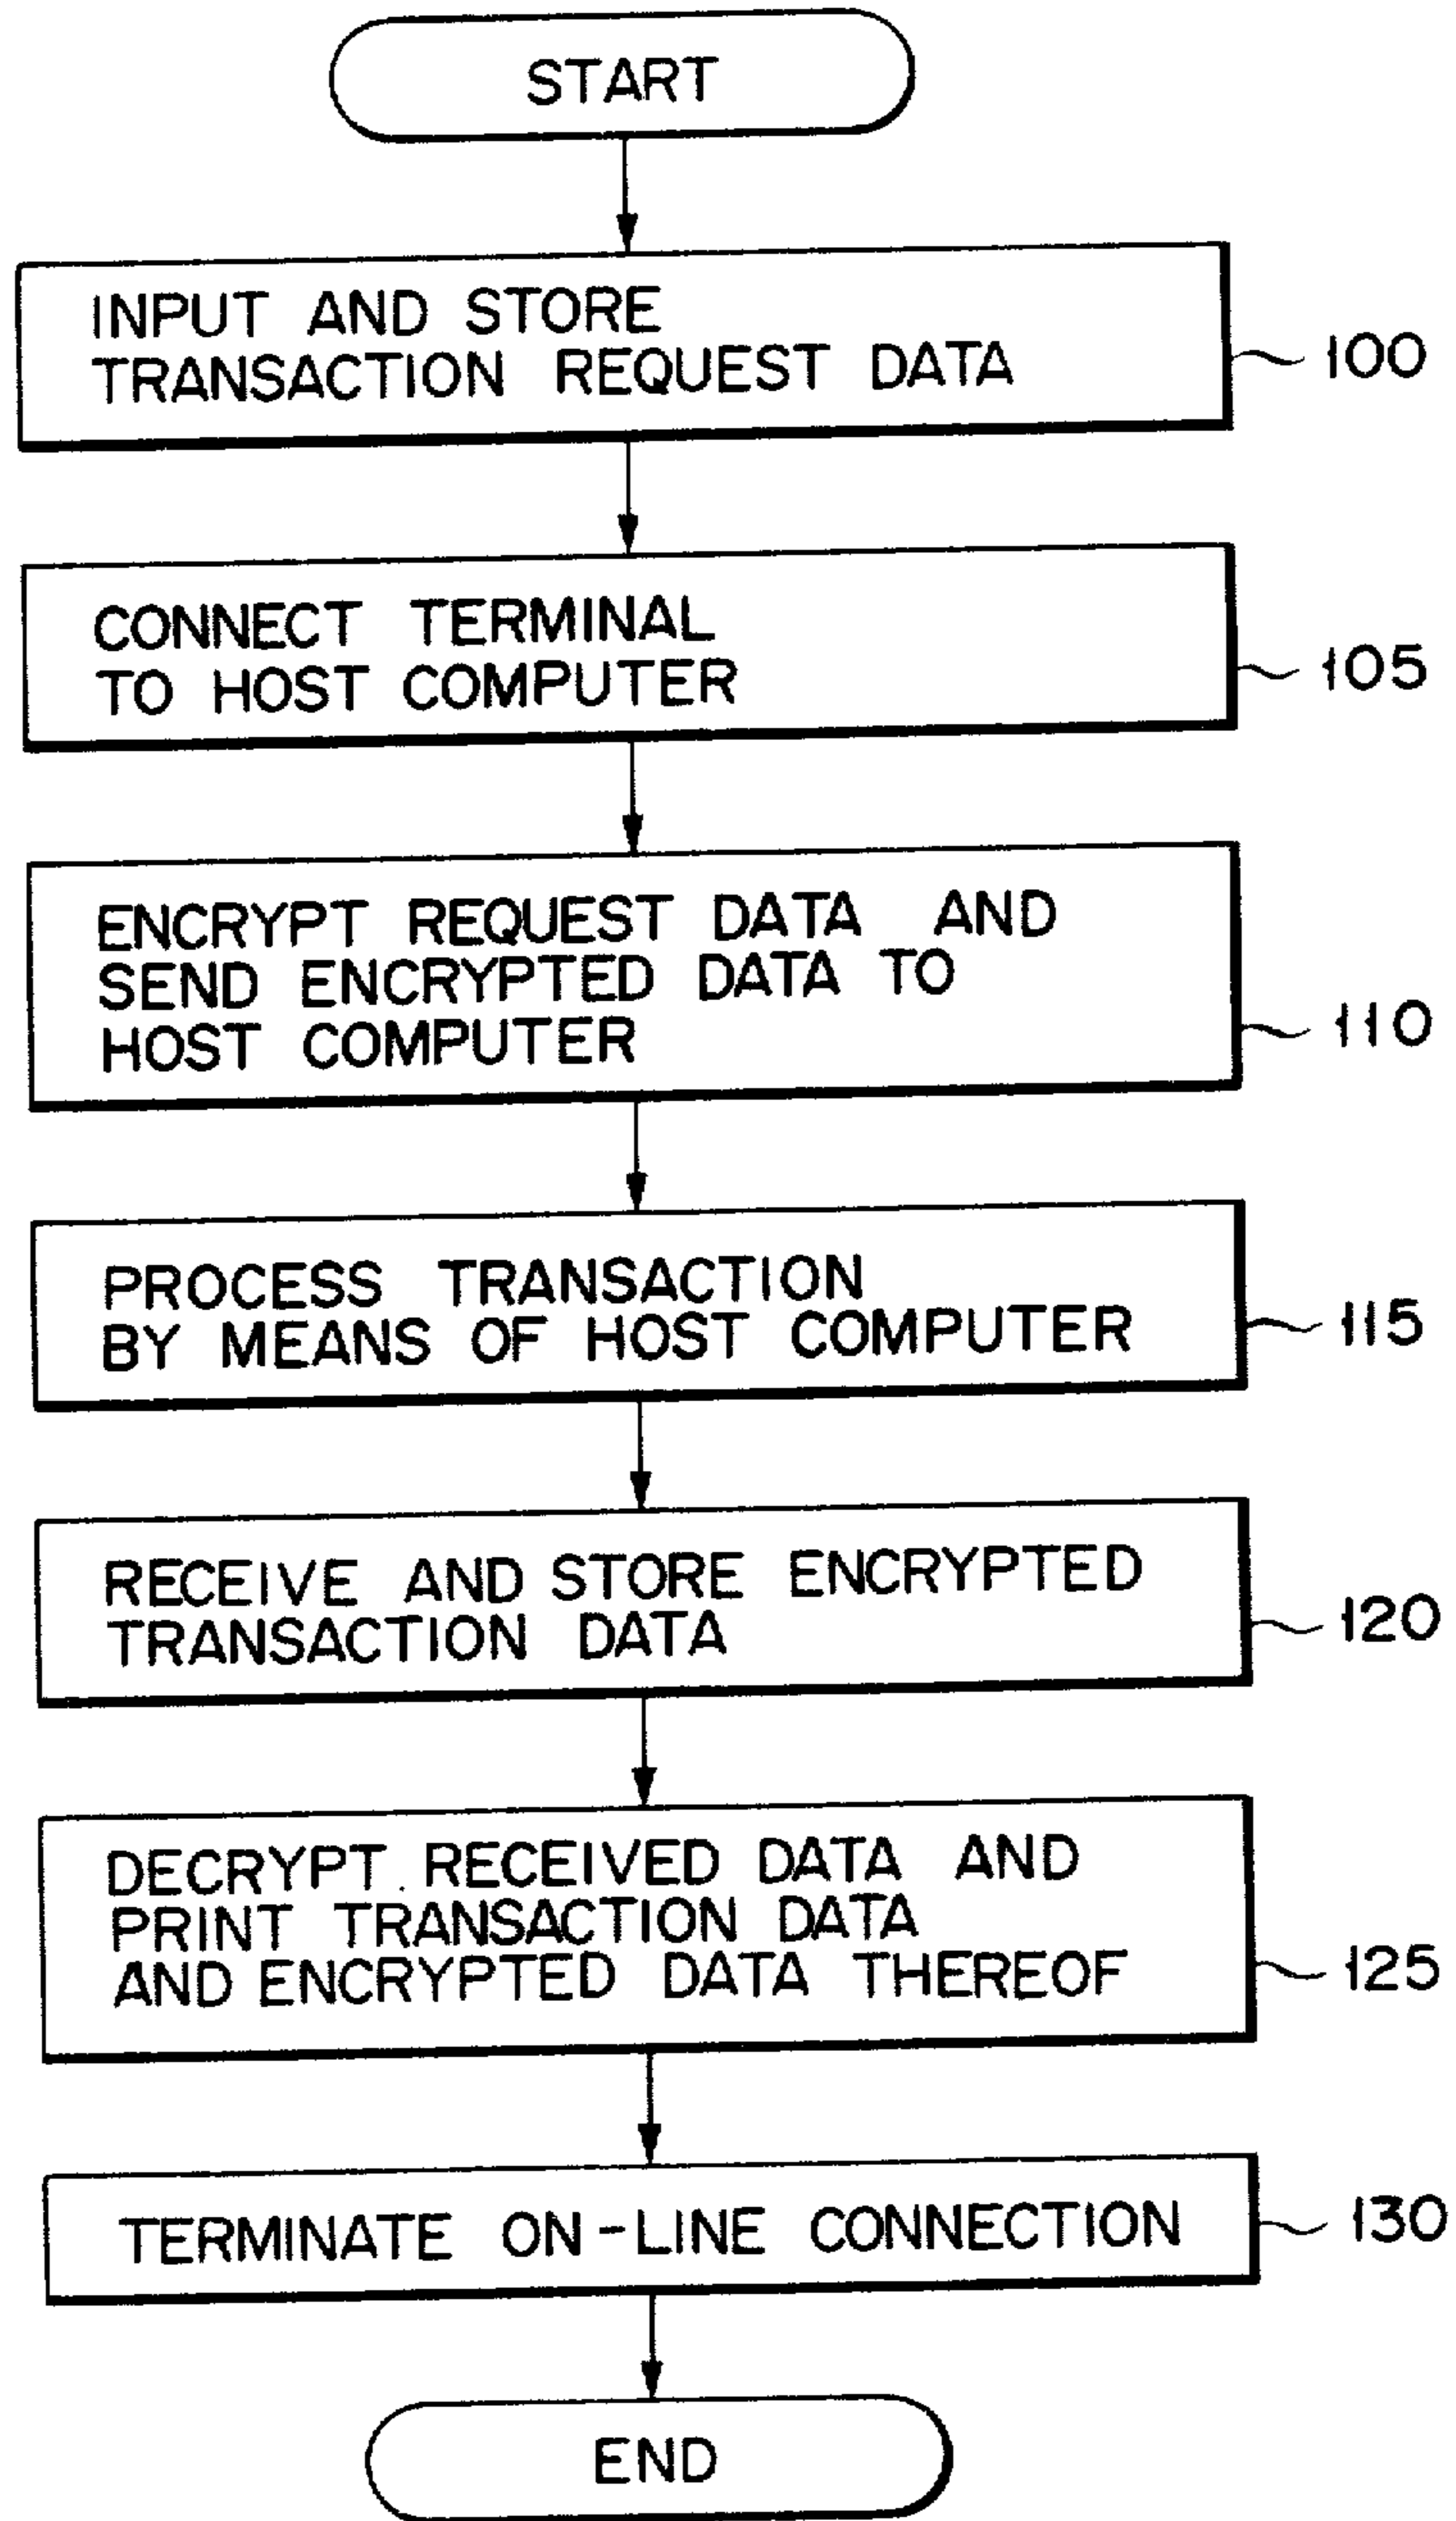 START
INPUT AND STORE
TRANSACTION REQUEST DATA
100
CONNECT TERMINAL
TO HOST COMPUTER
105
ENCRYPT REQUEST DATA AND
SEND ENCRYPTED DATA TO
HOST COMPUTER
110
PROCESS TRANSACTION
BY MEANS OF HOST COMPUTER
115
RECEIVE AND STORE ENCRYPTED
TRANSACTION DATA
120
DECRYPT RECEIVED DATA AND
PRINT TRANSACTION DATA
AND ENCRYPTED DATA THEREOF
125
TERMINATE ON-LINE CONNECTION
130
END